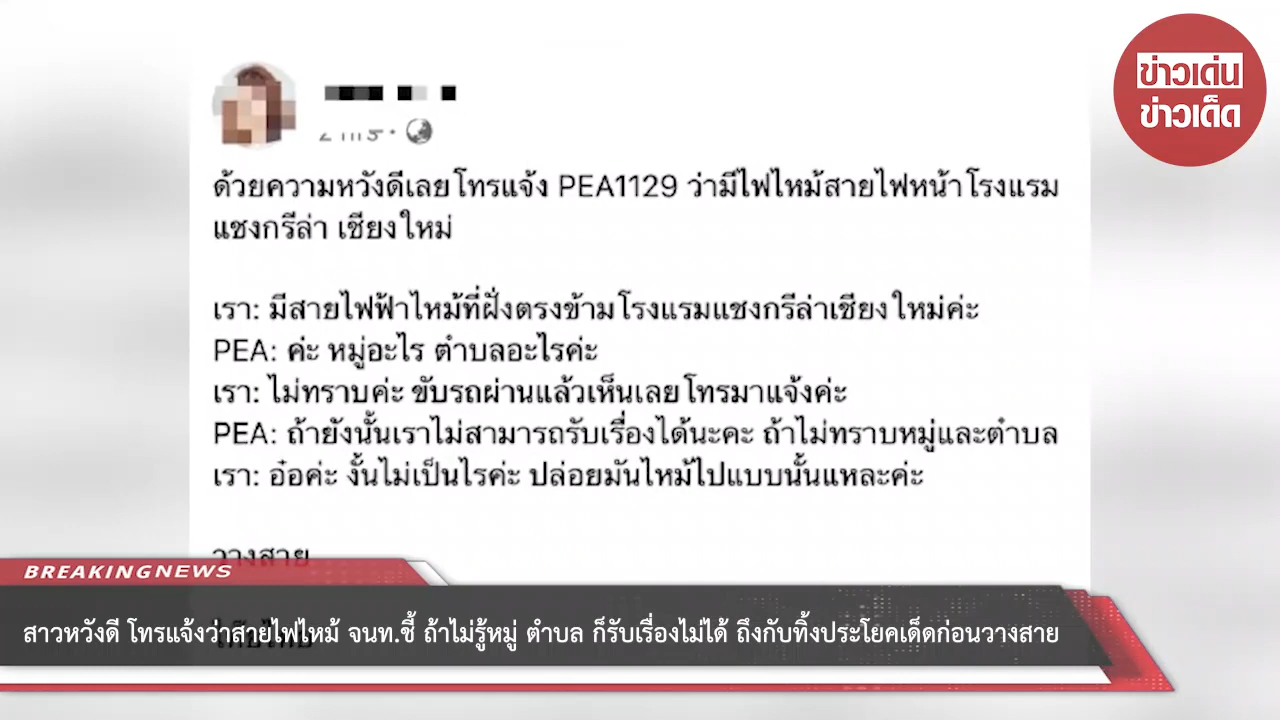 ข่าวเด่น
ข่าวเด็ด
ด้วยความหวังดีเลยโทรแจ้ง PEA1129 ว่ามีไฟไหม้สายไฟหน้าโรงแรม
แชงกรีล่า เชียงใหม่
เรา: มีสายไฟฟ้าไหม้ที่ฝั่งตรงข้ามโรงแรมแชงกรีล่าเชียงใหม่ค่ะ
PEA: ค่ะ หมู่อะไร ตำบลอะไรค่ะ
เรา: ไม่ทราบค่ะ ขับรถผ่านแล้วเห็นเลยโทรมาแจ้งค่ะ
PEA: ถ้ายังนั้นเราไม่สามารถรับเรื่องได้นะคะ ถ้าไม่ทราบหมู่และตำบล
เรา: อ๋อค่ะ งั้นไม่เป็นไรค่ะ ปล่อยมันไหม้ไปแบบนั้นแหละค่ะ
วางสาย
BREAKINGNEWS
สาวหวังดี โทรแจ้งว่าสายไฟไหม้ จนท.ชี้ ถ้าไม่รู้หมู่ ตำบล ก็รับเรื่องไม่ได้ ถึงกับทิ้งประโยคเด็ดก่อนวางสาย